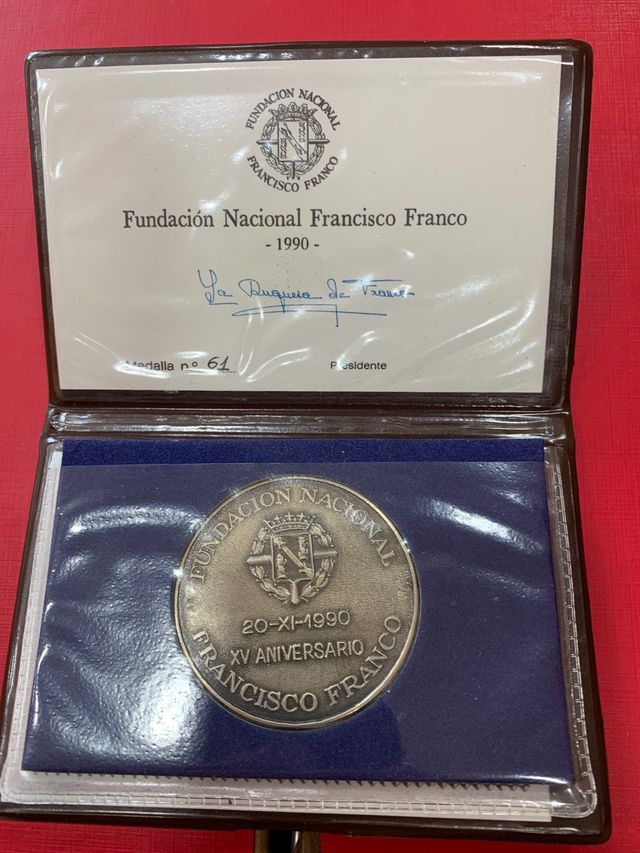 FUNDACION NACIONAL
FRANCISCO FRANCO
Fundación Nacional Francisco Franco
- 1990 -
La Duquesa de Franco
Medalla nº 61
Presidente
FUNDACION NACIONAL
N
20-XI-1990
XV ANIVERSARIO
FRANCISCO FRANCO